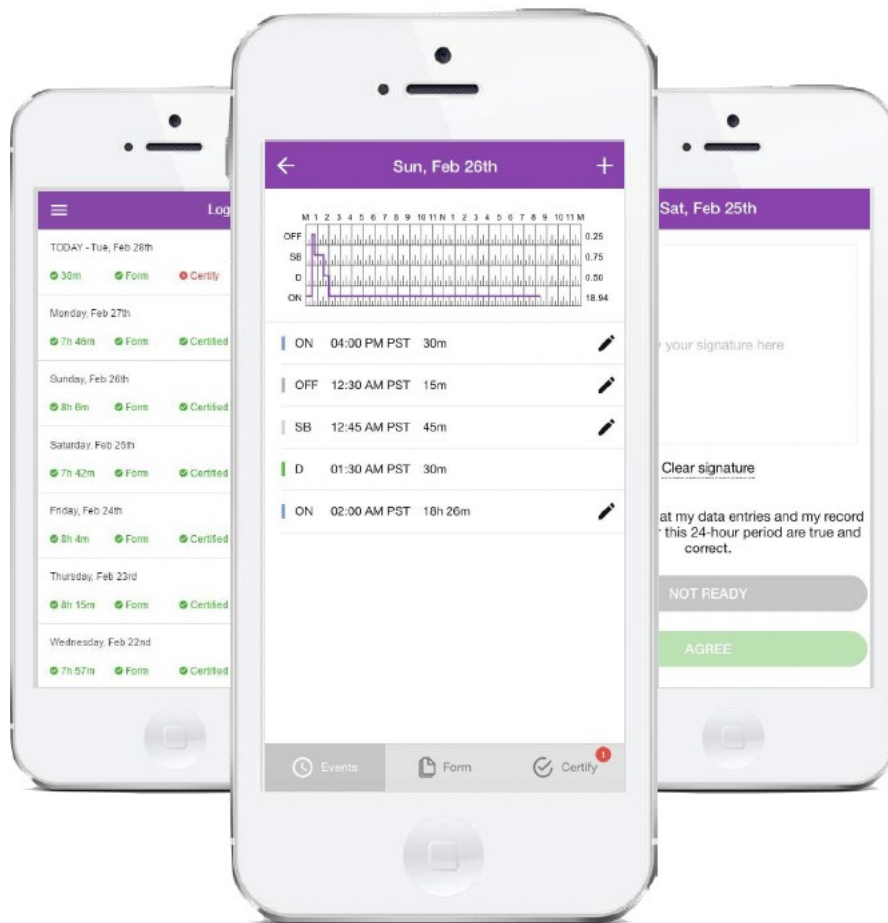 Log
TODAY - Tue, Feb 28th
38m Form Certify
Monday, Feb 27th
7h 46m Form Certified
Sunday, Feb 26th
8h 6m Form Certified
Saturday, Feb 25th
7h 42m Form Certified
Friday, Feb 24th
8h 4m Form Certified
Thursday, Feb 23rd
8h 15m Form Certified
Wednesday, Feb 22nd
7h 57m Form Certified
Sun, Feb 26th
M 1 2 3 4 5 6 7 8 9 10 11 N 1 2 3 4 5 6 7 8 9 10 11 M
OFF 0.25
SB 0.75
D 0.50
ON 18.94
ON 04:00 PM PST 30m
OFF 12:30 AM PST 15m
SB 12:45 AM PST 45m
D 01:30 AM PST 30m
ON 02:00 AM PST 18h 26m
Events Form Certify 1
Sat, Feb 25th
your signature here
Clear signature
at my data entries and my record
this 24-hour period are true and
correct.
NOT READY
AGREE